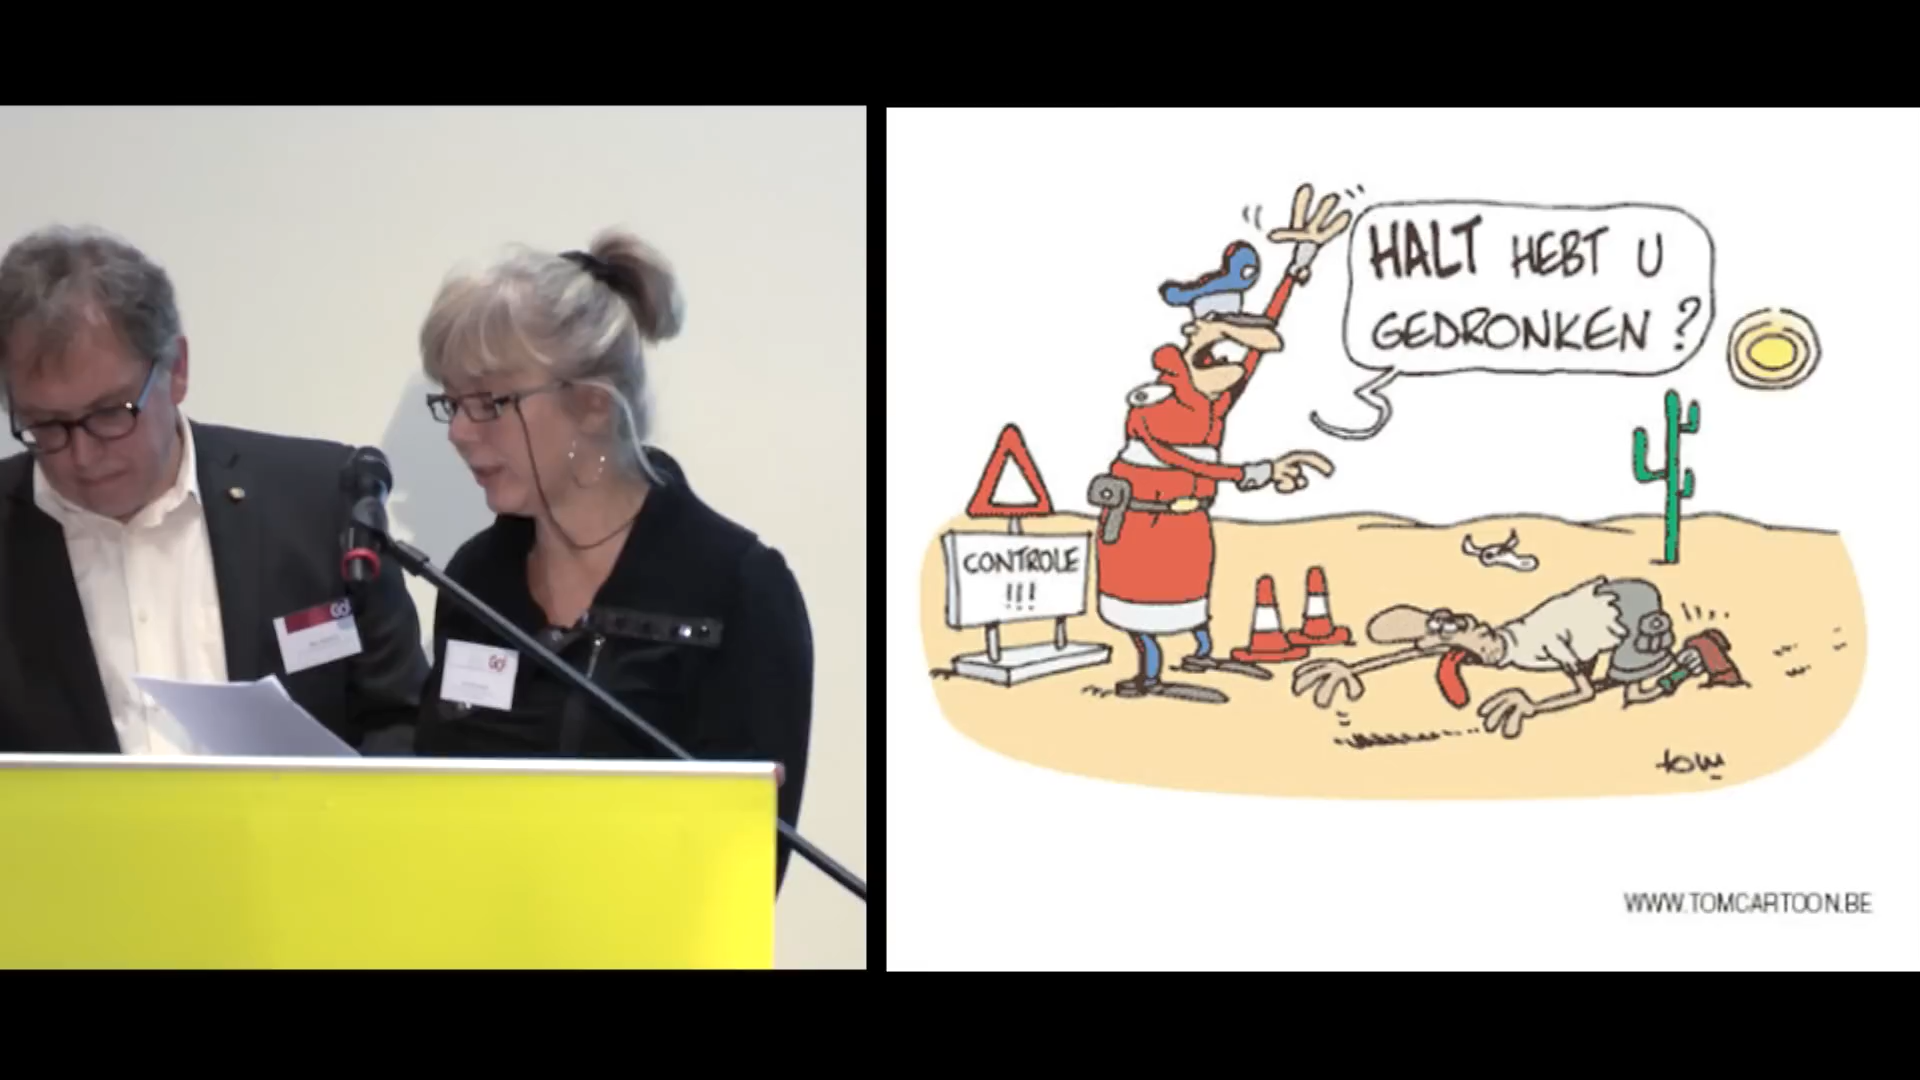 HALT HEBT U
GEDRONKEN ?
CONTROLE
!!!
tom
WWW.TOMCARTOON.BE